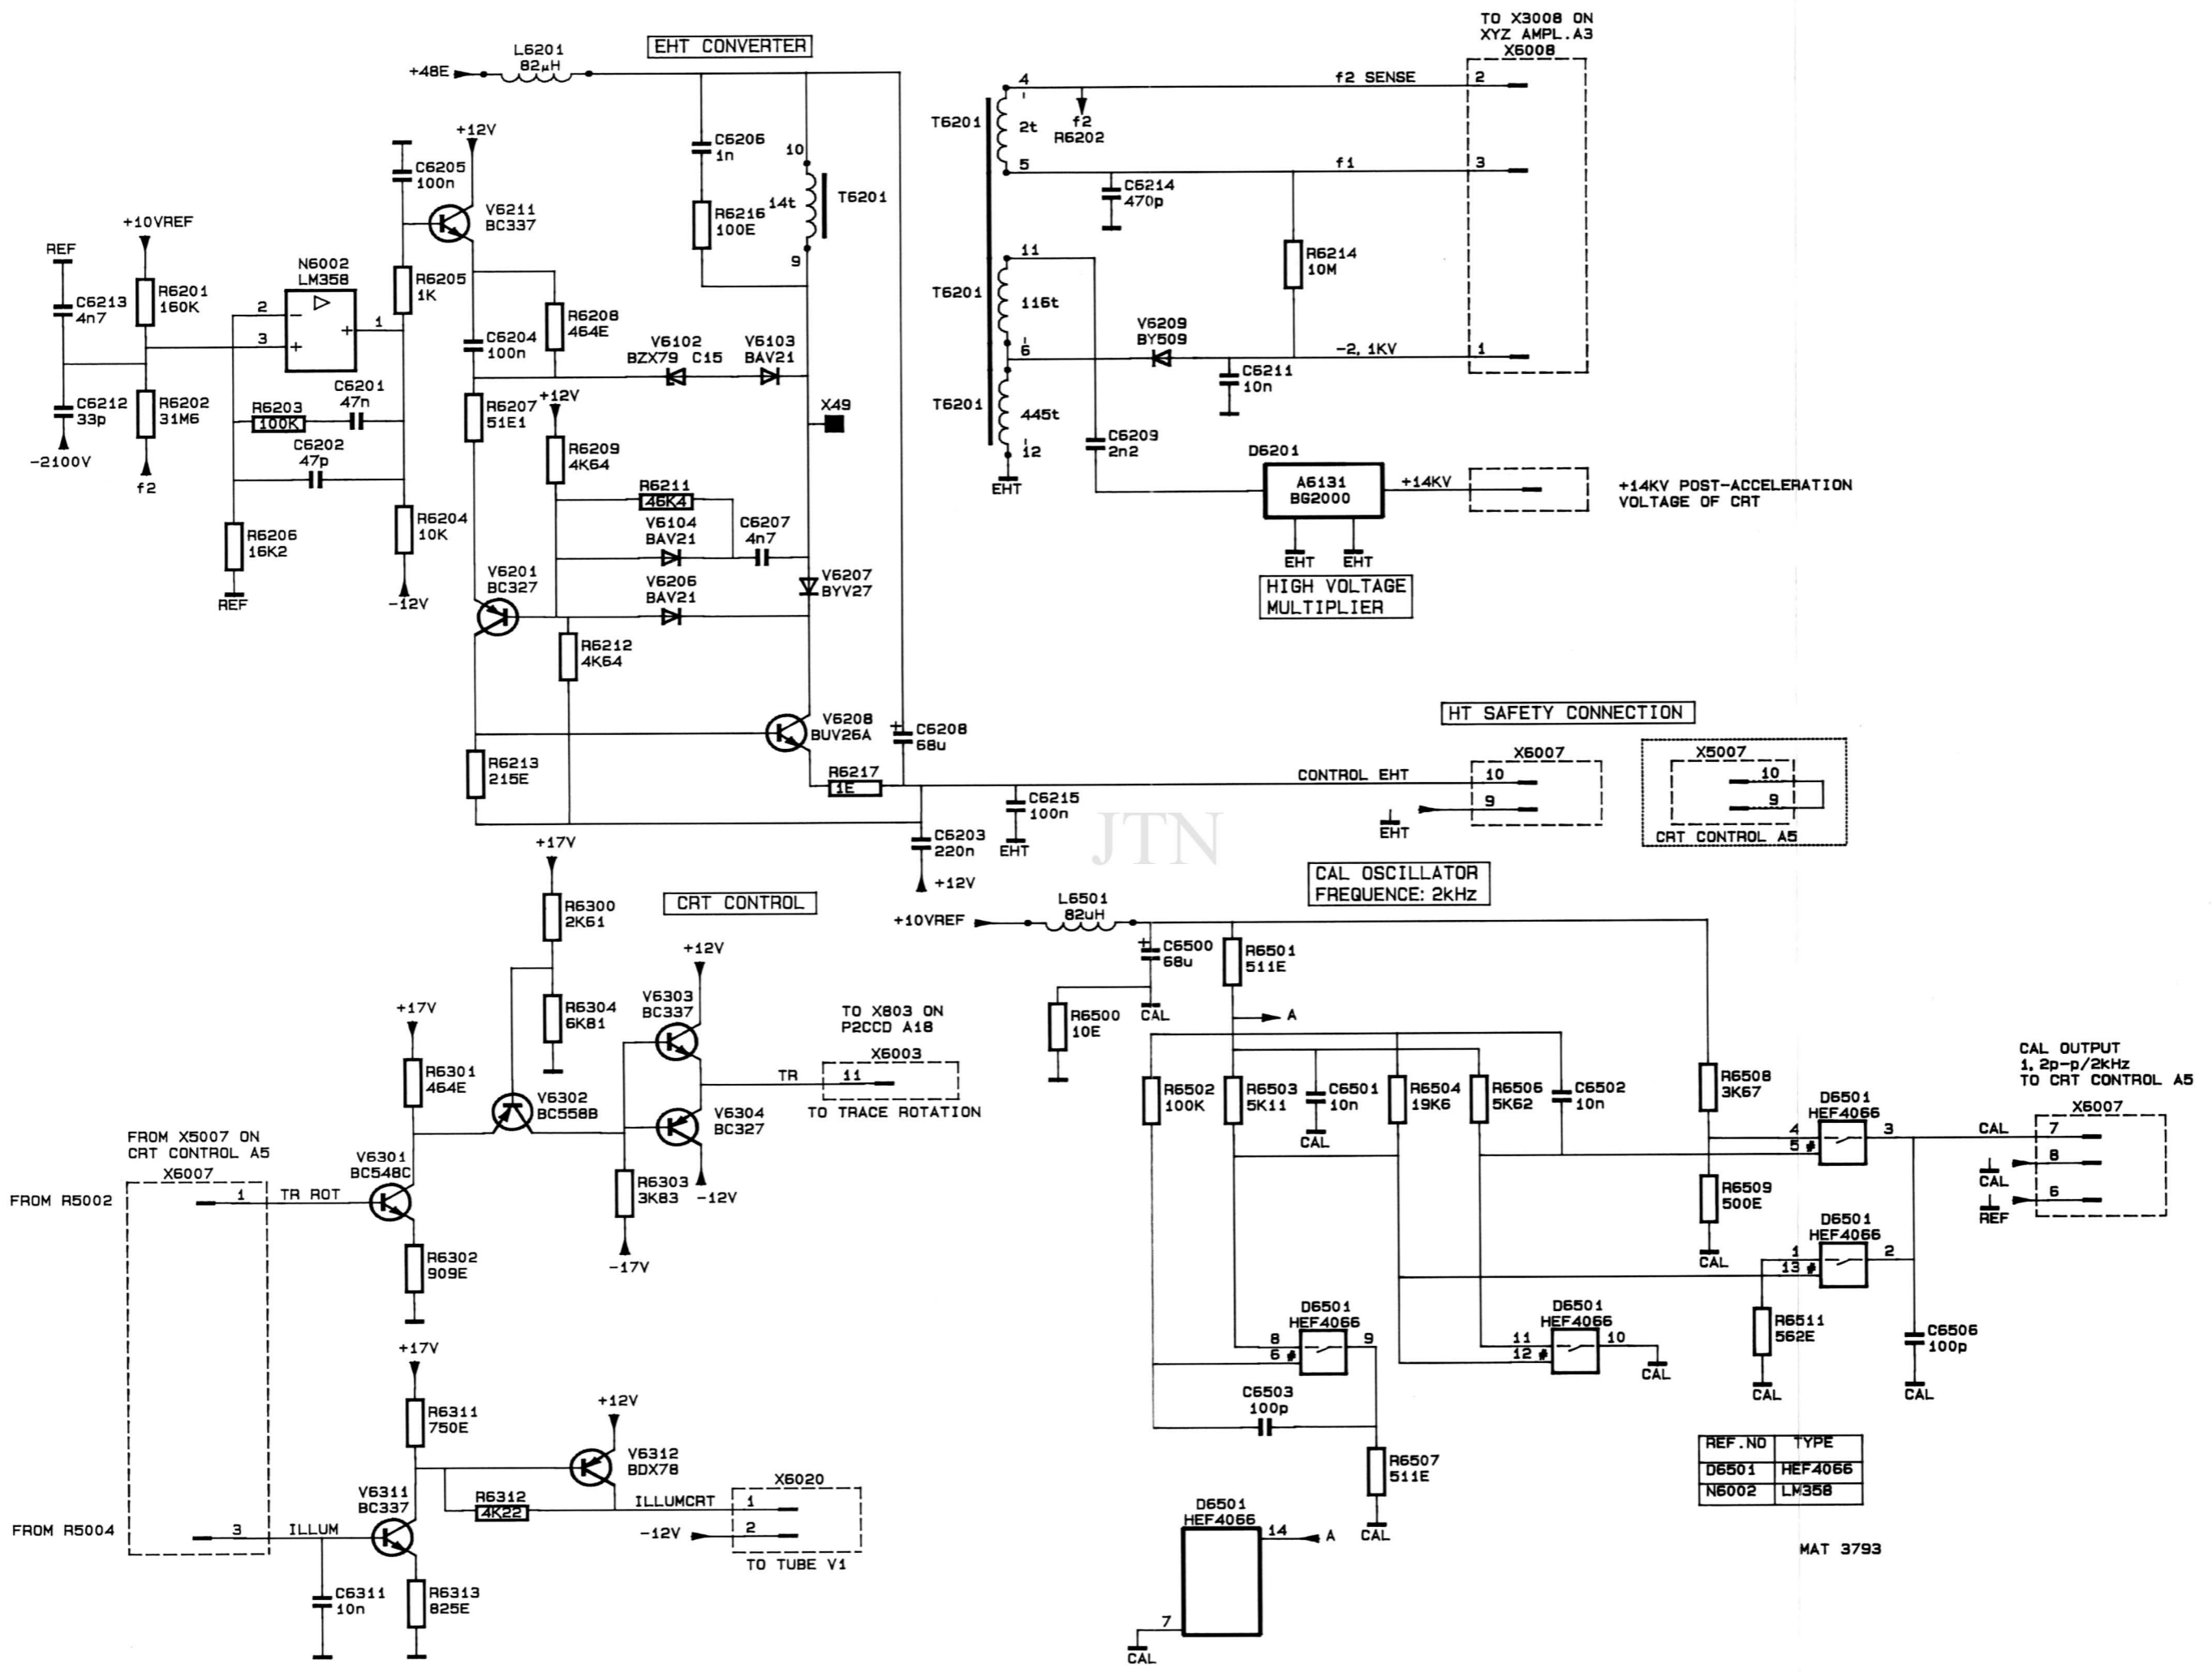 EHT CONVERTER
+48E
L6201
82µH
C6206
1n
R6216
100E
10
14t
9
T6201
+12V
C6205
100n
V6211
BC337
+10VREF
REF
C6213
4n7
R6201
160K
N6002
LM358
2
3
1
R6205
1K
C6212
33p
-2100V
R6202
31M6
f2
R6203
100K
C6201
47n
C6202
47p
R6206
16K2
REF
R6204
10K
-12V
C6204
100n
R6208
464E
V6102
BZX79 C15
V6103
BAV21
R6207
51E1
+12V
R6209
4K64
X49
R6211
46K4
V6104
BAV21
C6207
4n7
V6201
BC327
V6206
BAV21
V6207
BYV27
R6212
4K64
V6208
BUV26A
C6208
68u
R6213
215E
R6217
1E
C6203
220n
+12V
C6215
100n
EHT
TO X3008 ON
XYZ AMPL.A3
X6008
T6201
4
2t
5
f2
R6202
f2 SENSE
2
f1
3
C6214
470p
R6214
10M
T6201
11
116t
6
V6209
BY509
-2, 1KV
1
C6211
10n
T6201
445t
12
EHT
C6209
2n2
D6201
A6131
BG2000
+14KV
+14KV POST-ACCELERATION
VOLTAGE OF CRT
EHT
EHT
HIGH VOLTAGE
MULTIPLIER
HT SAFETY CONNECTION
CONTROL EHT
X6007
10
9
EHT
X5007
10
9
CRT CONTROL A5
JTN
CRT CONTROL
+17V
R6300
2K61
R6304
6K81
+17V
R6301
464E
V6302
BC558B
+12V
V6303
BC337
V6304
BC327
-12V
R6303
3K83
-17V
TO X803 ON
P2CCD A18
X6003
TR
11
TO TRACE ROTATION
FROM X5007 ON
CRT CONTROL A5
X6007
FROM R5002
1
TR ROT
V6301
BC548C
R6302
909E
+17V
R6311
750E
+12V
V6312
BDX78
R6312
4K22
V6311
BC337
FROM R5004
3
ILLUM
C6311
10n
R6313
825E
ILLUMCRT
X6020
1
-12V
2
TO TUBE V1
CAL OSCILLATOR
FREQUENCE: 2kHz
+10VREF
L6501
82uH
C6500
68u
R6500
10E
CAL
R6501
511E
A
R6502
100K
R6503
5K11
C6501
10n
CAL
R6504
19K6
R6506
5K62
C6502
10n
R6508
3K67
R6509
500E
CAL
D6501
HEF4066
4
5 #
3
CAL
CAL OUTPUT
1, 2p-p/2kHz
TO CRT CONTROL A5
X6007
7
8
CAL
6
REF
D6501
HEF4066
1
13 #
2
R6511
562E
CAL
C6506
100p
CAL
D6501
HEF4066
8
6 #
9
D6501
HEF4066
11
12 #
10
CAL
C6503
100p
R6507
511E
CAL
D6501
HEF4066
14
A
7
CAL
REF.NO TYPE
D6501 HEF4066
N6002 LM358
MAT 3793